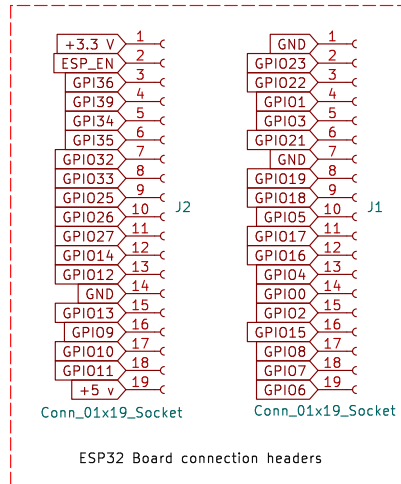 +3.3 V 1
ESP_EN 2
GPI36 3
GPI39 4
GPI34 5
GPI35 6
GPIO32 7
GPIO33 8
GPIO25 9
GPIO26 10
GPIO27 11
GPIO14 12
GPIO12 13
GND 14
GPIO13 15
GPIO9 16
GPIO10 17
GPIO11 18
+5 v 19
J2
Conn_01x19_Socket
GND 1
GPIO23 2
GPIO22 3
GPIO1 4
GPIO3 5
GPIO21 6
GND 7
GPIO19 8
GPIO18 9
GPIO5 10
GPIO17 11
GPIO16 12
GPIO4 13
GPIO0 14
GPIO2 15
GPIO15 16
GPIO8 17
GPIO7 18
GPIO6 19
J1
Conn_01x19_Socket
ESP32 Board connection headers